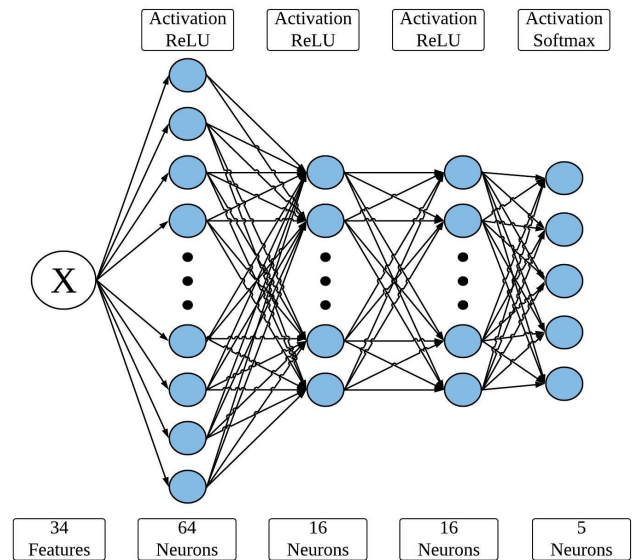 Activation
ReLU
Activation
ReLU
Activation
ReLU
Activation
Softmax
X
34
Features
64
Neurons
16
Neurons
16
Neurons
5
Neurons